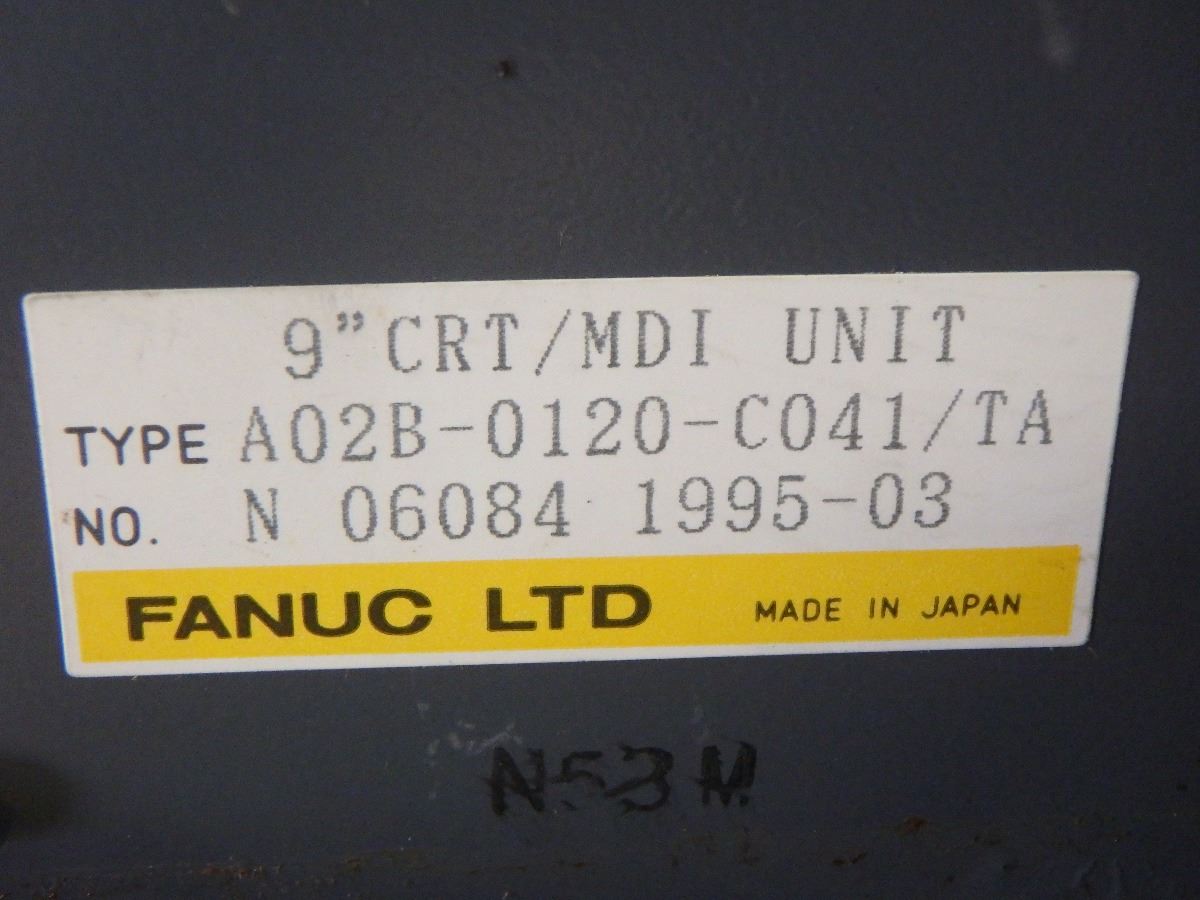 9"CRT/MDI UNIT
TYPE A02B-0120-C041/TA
NO. N 06084 1995-03
FANUC LTD MADE IN JAPAN
N53M